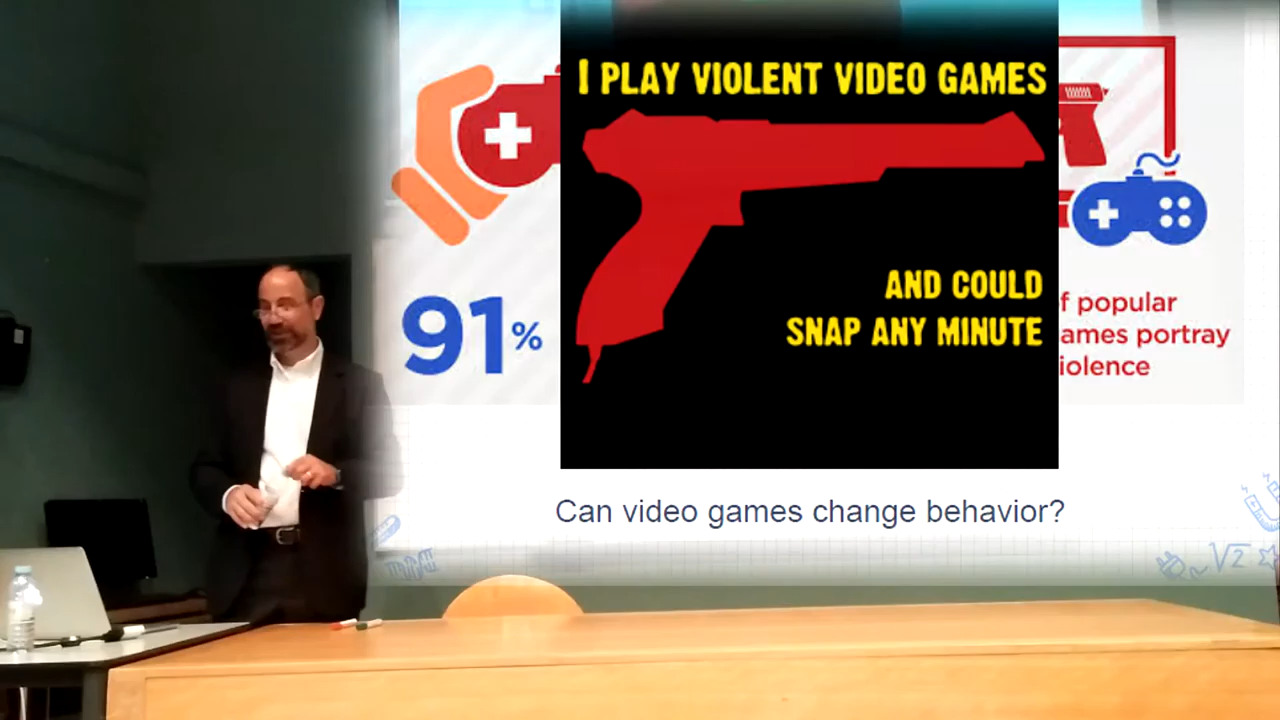 I PLAY VIOLENT VIDEO GAMES
AND COULD
SNAP ANY MINUTE
91%
f popular
ames portray
iolence
Can video games change behavior?
√2